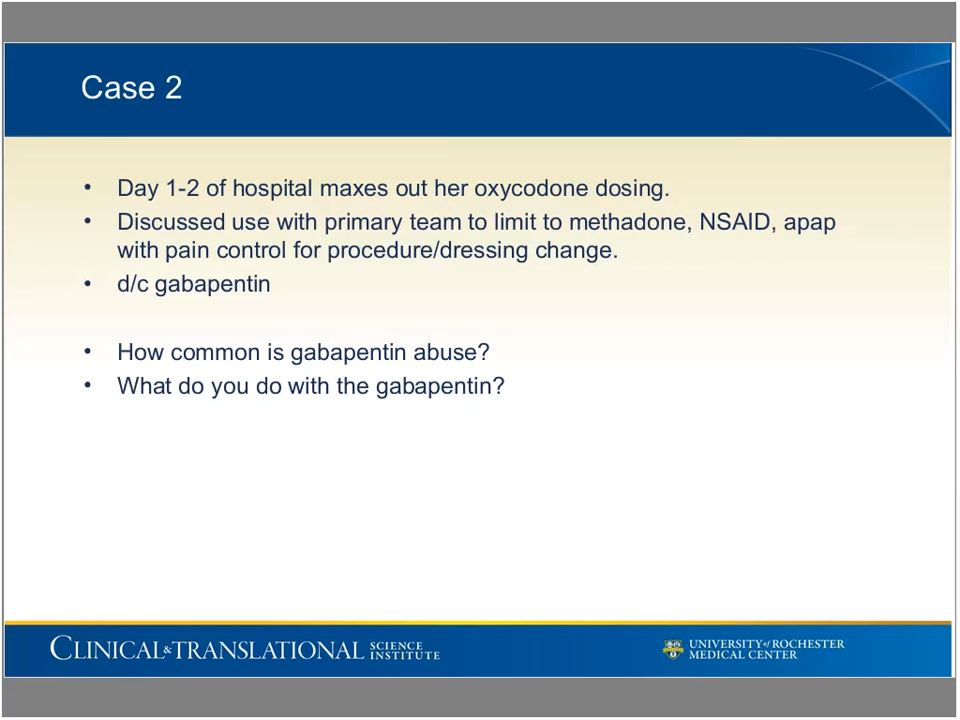 Case 2
• Day 1-2 of hospital maxes out her oxycodone dosing.
• Discussed use with primary team to limit to methadone, NSAID, apap
with pain control for procedure/dressing change.
• d/c gabapentin
• How common is gabapentin abuse?
• What do you do with the gabapentin?
CLINICAL & TRANSLATIONAL SCIENCE
INSTITUTE
UNIVERSITY of ROCHESTER
MEDICAL CENTER